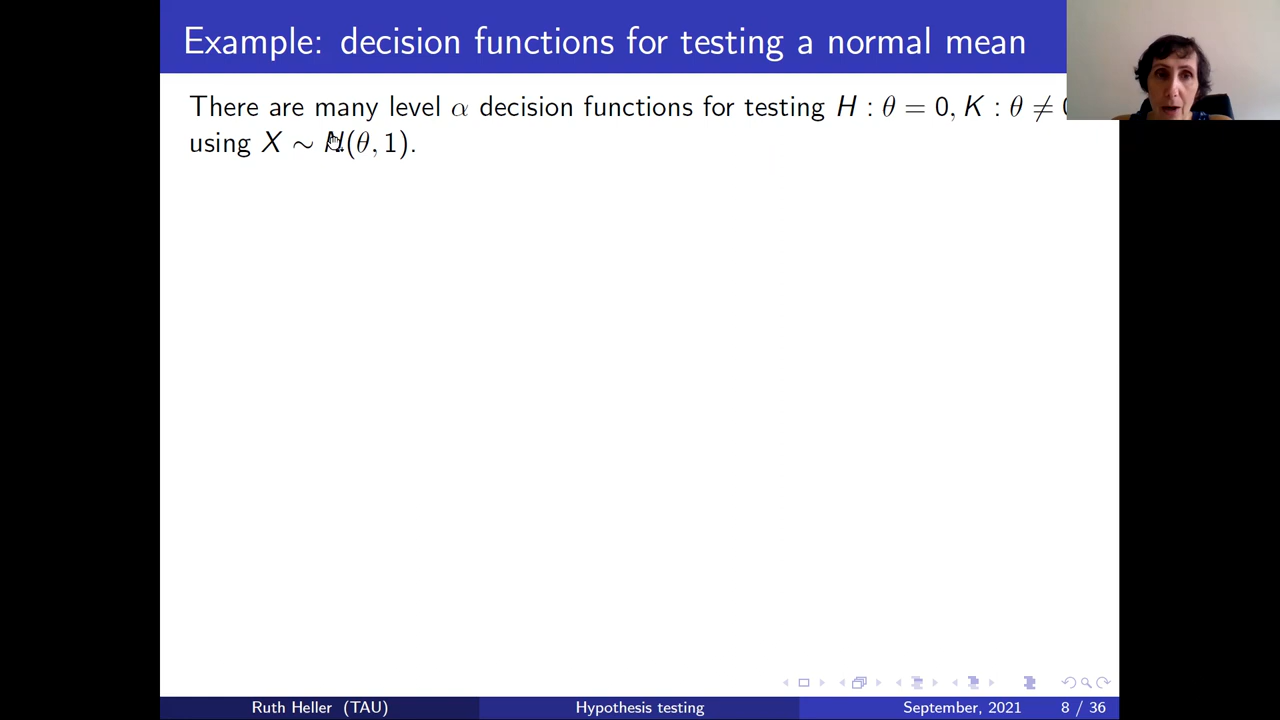 Example: decision functions for testing a normal mean
There are many level α decision functions for testing H : θ = 0, K : θ ≠ 0
using X ∼ N(θ, 1).
Ruth Heller (TAU) Hypothesis testing September, 2021 8 / 36